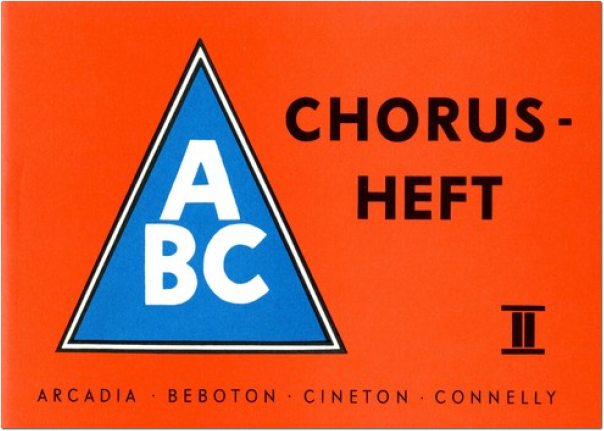 A
BC
CHORUS-
HEFT
II
ARCADIA · BEBOTON · CINETON · CONNELLY